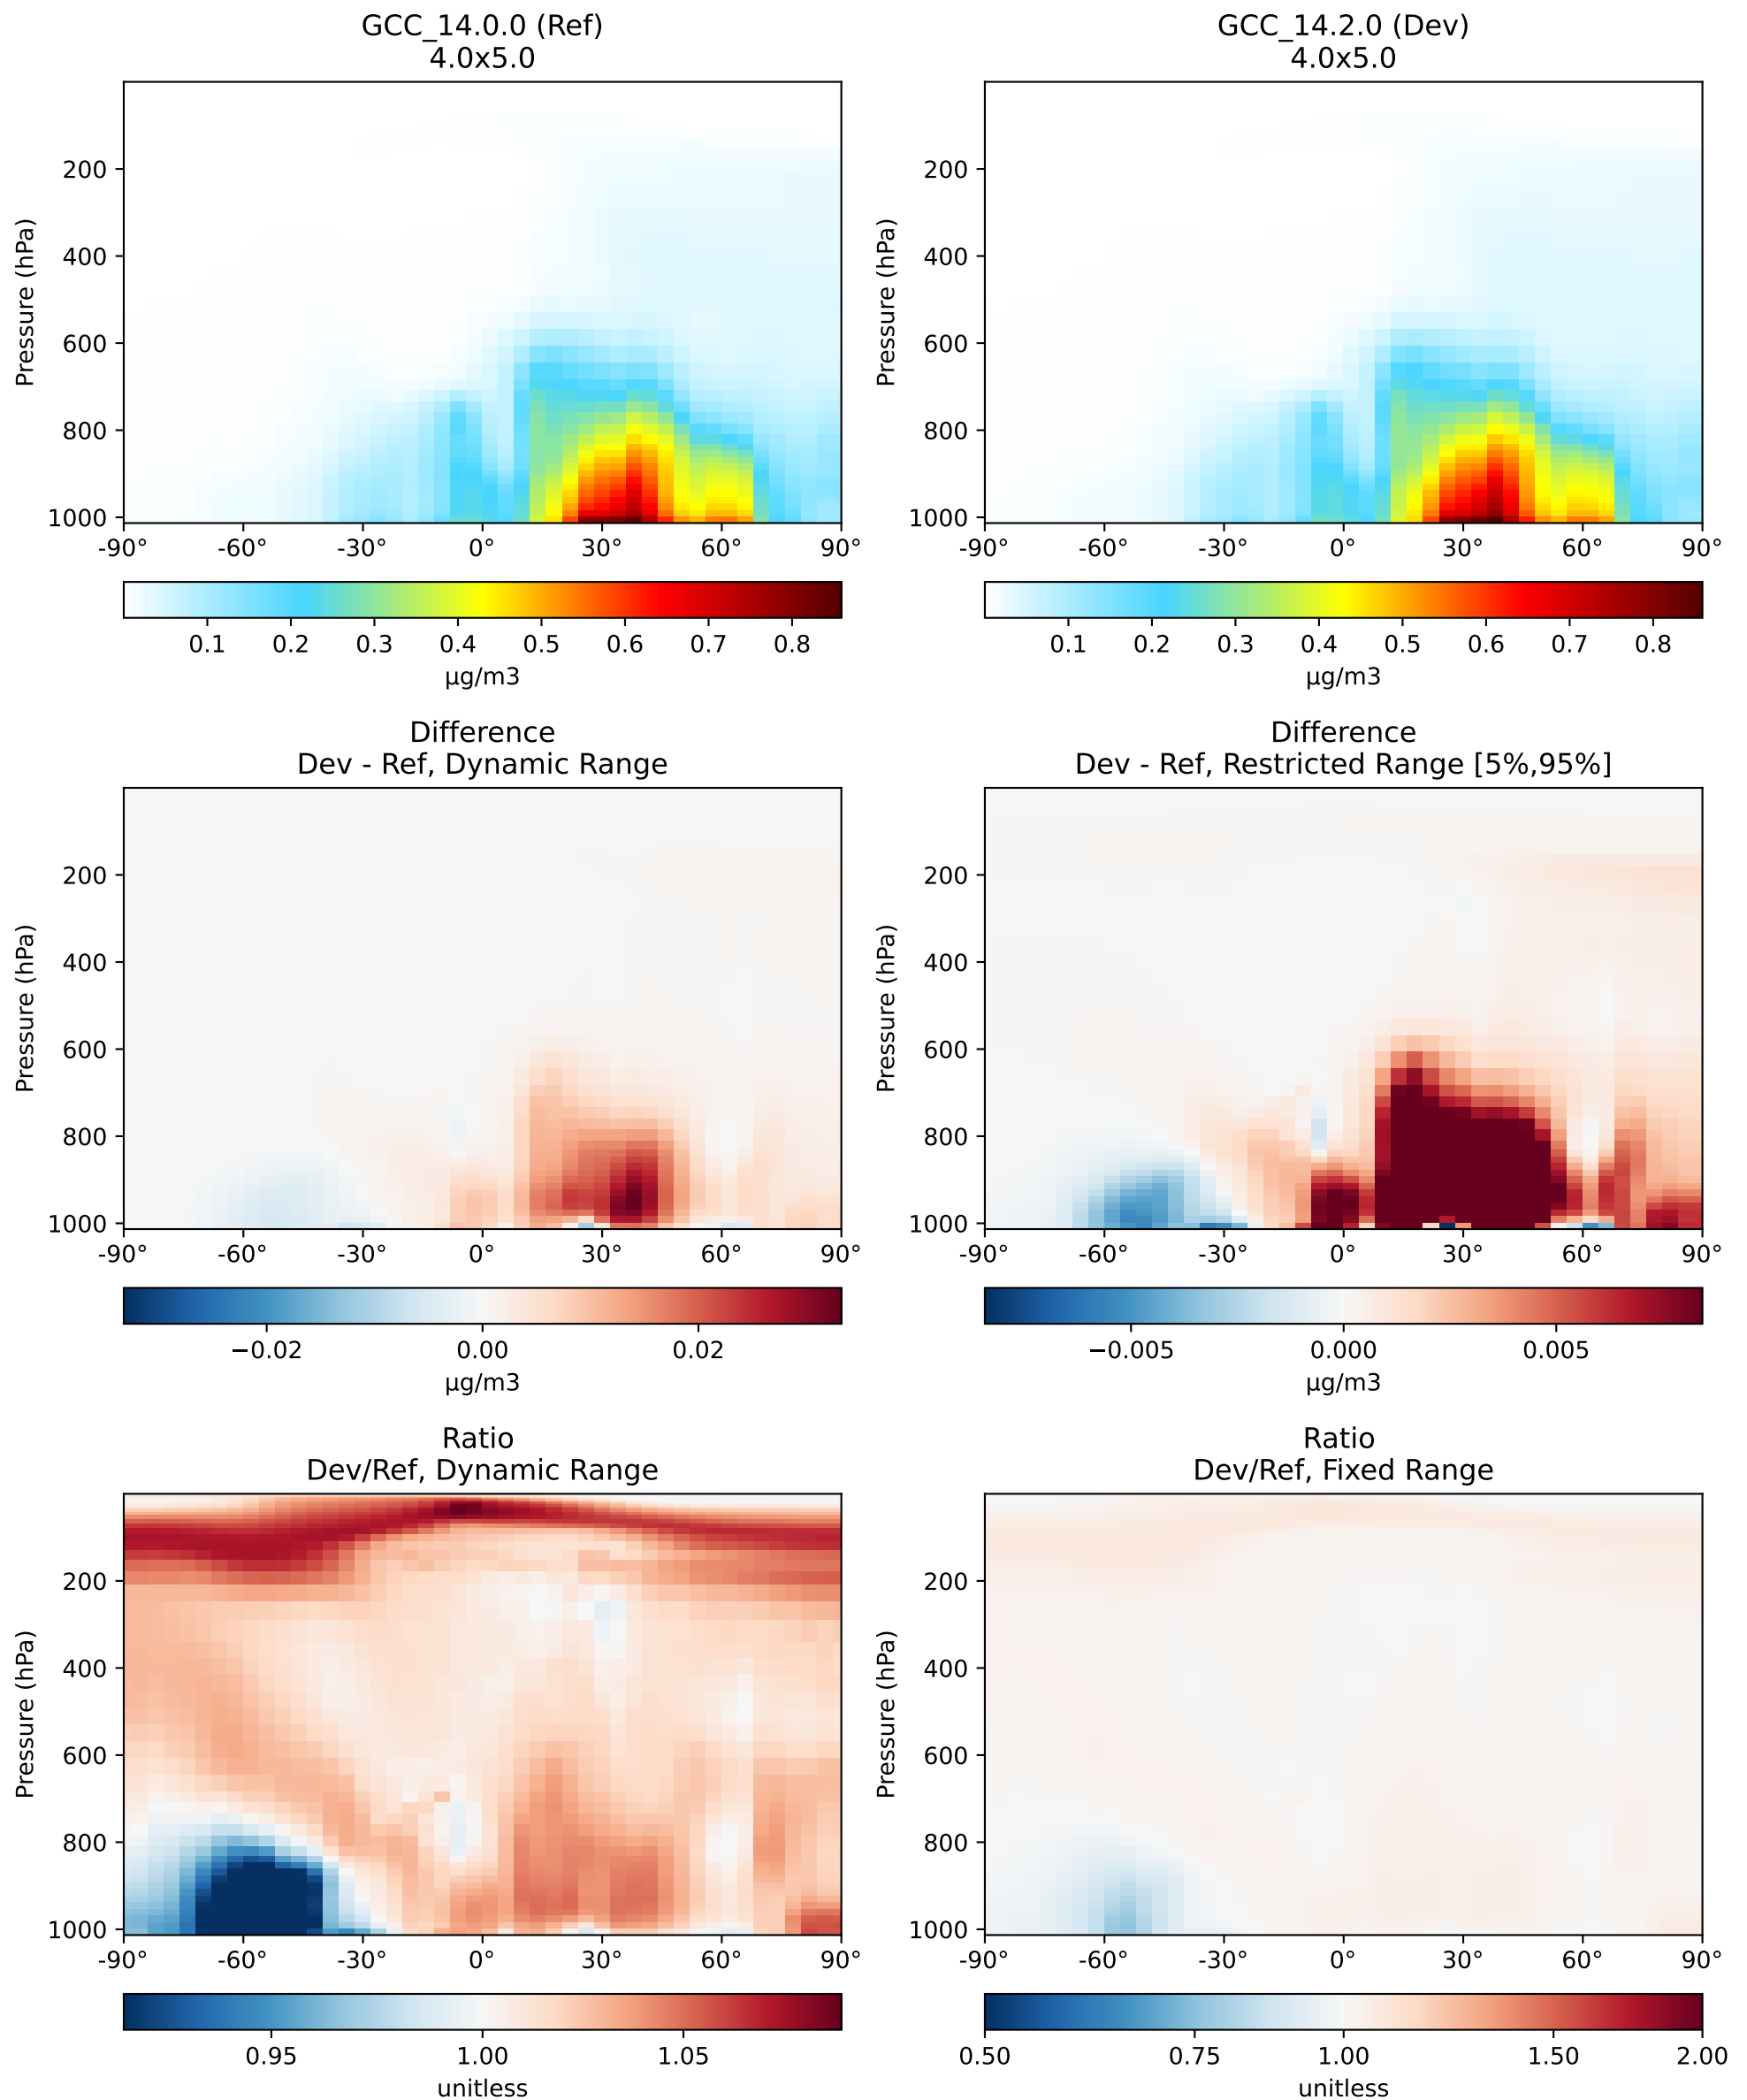 GCC_14.0.0 (Ref)
4.0x5.0
GCC_14.2.0 (Dev)
4.0x5.0
Pressure (hPa)
200
400
600
800
1000
-90° -60° -30° 0° 30° 60° 90°
0.1 0.2 0.3 0.4 0.5 0.6 0.7 0.8
µg/m3
Pressure (hPa)
200
400
600
800
1000
-90° -60° -30° 0° 30° 60° 90°
0.1 0.2 0.3 0.4 0.5 0.6 0.7 0.8
µg/m3
Difference
Dev - Ref, Dynamic Range
Pressure (hPa)
200
400
600
800
1000
-90° -60° -30° 0° 30° 60° 90°
−0.02 0.00 0.02
µg/m3
Difference
Dev - Ref, Restricted Range [5%,95%]
Pressure (hPa)
200
400
600
800
1000
-90° -60° -30° 0° 30° 60° 90°
−0.005 0.000 0.005
µg/m3
Ratio
Dev/Ref, Dynamic Range
Pressure (hPa)
200
400
600
800
1000
-90° -60° -30° 0° 30° 60° 90°
0.95 1.00 1.05
unitless
Ratio
Dev/Ref, Fixed Range
Pressure (hPa)
200
400
600
800
1000
-90° -60° -30° 0° 30° 60° 90°
0.50 0.75 1.00 1.50 2.00
unitless